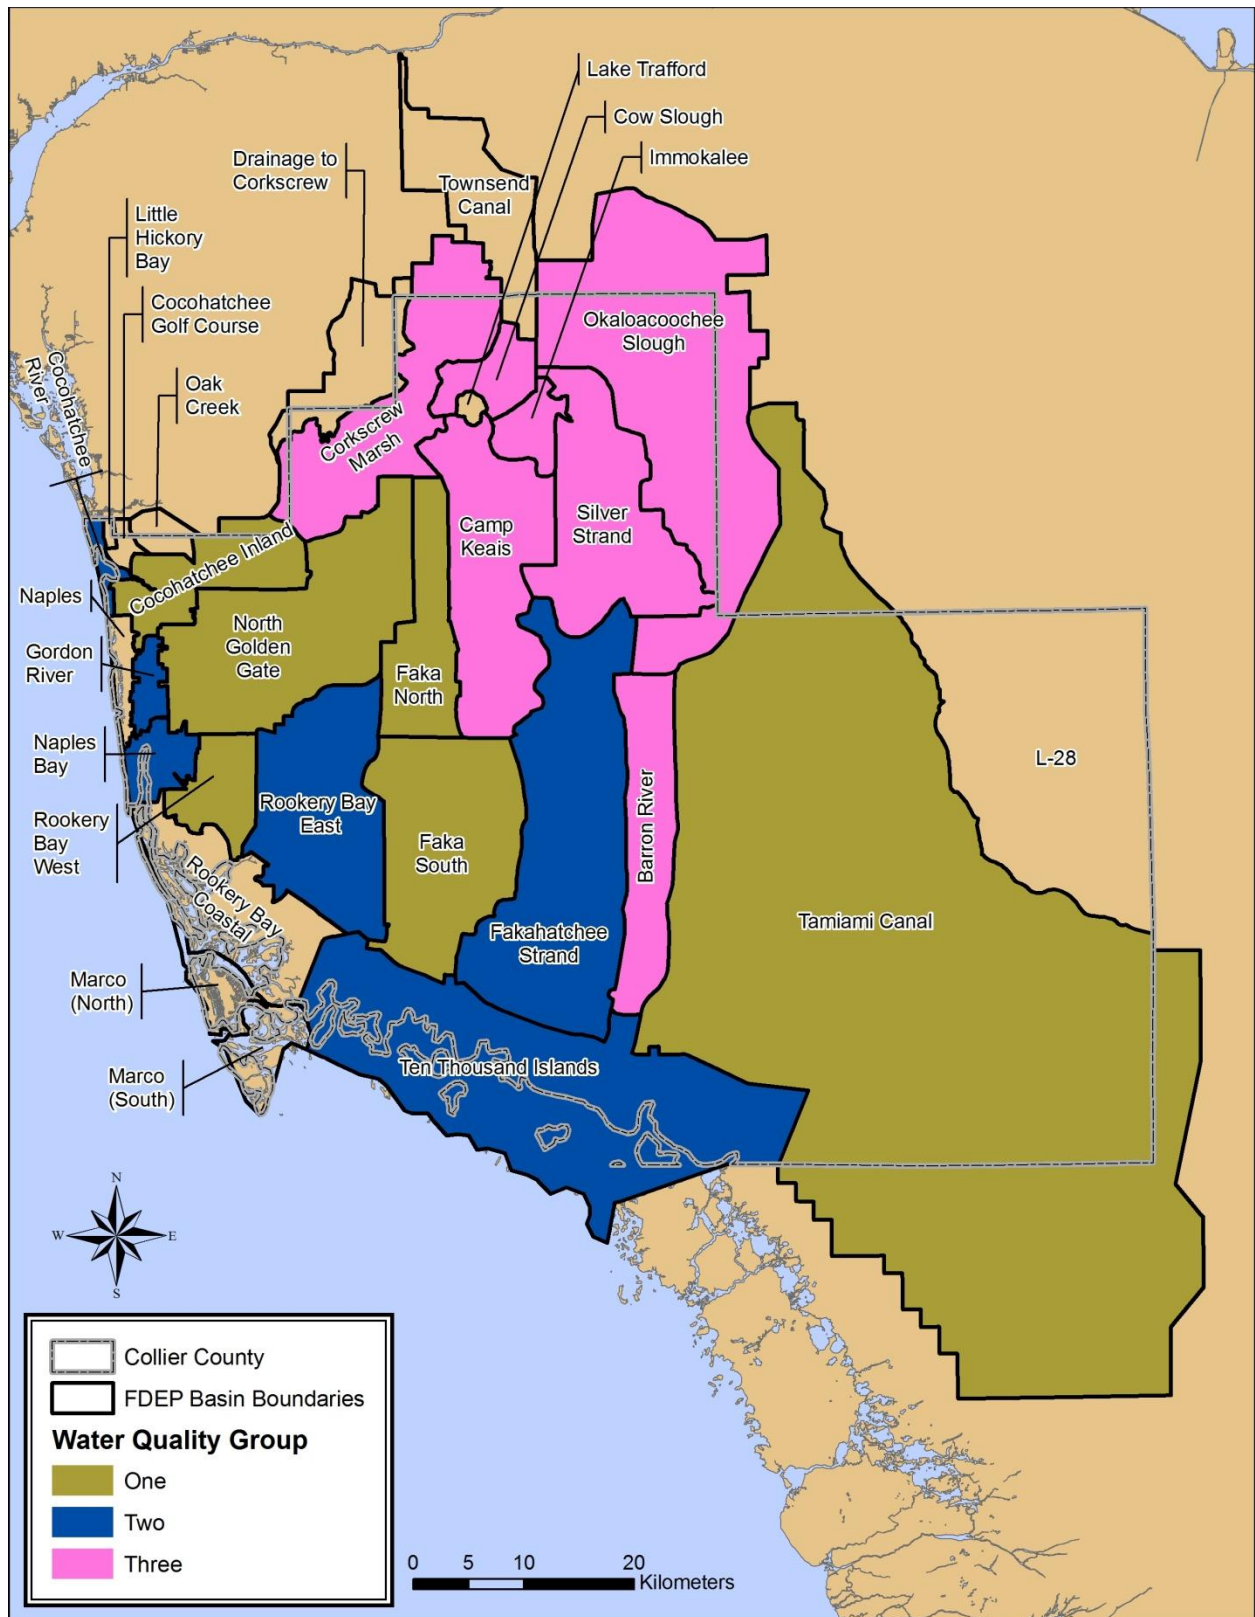 Lake Trafford
Cow Slough
Immokalee
Drainage to
Corkscrew
Townsend
Canal
Little
Hickory
Bay
Cocohatchee
Golf Course
Okaloacoochee
Slough
Cocohatchee
River
Oak
Creek
Corkscrew
Marsh
Camp
Keais
Silver
Strand
Cocohatchee Inland
Naples
North
Golden
Gate
Gordon
River
Faka
North
Naples
Bay
L-28
Rookery
Bay
West
Rookery Bay
East
Faka
South
Barron River
Rookery Bay
Coastal
Fakahatchee
Strand
Tamiami Canal
Marco
(North)
Ten Thousand Islands
Marco
(South)
N
W
E
S
Collier County
FDEP Basin Boundaries
Water Quality Group
One
Two
Three
0 5 10 20
Kilometers